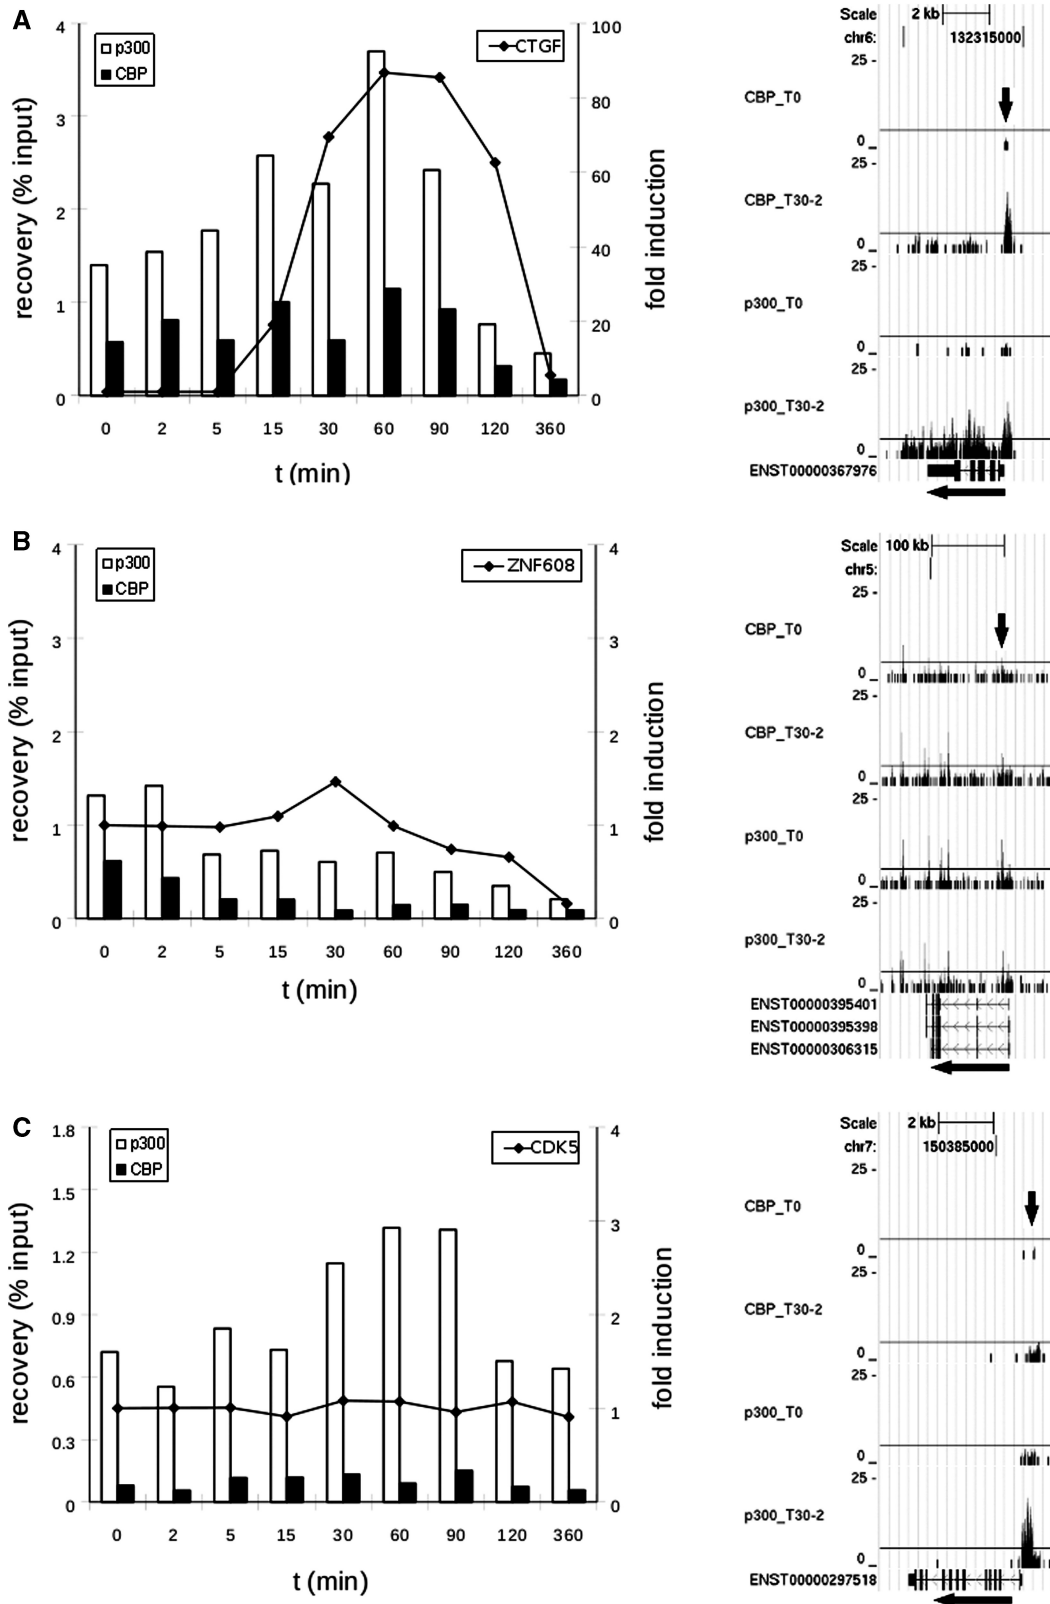 A
p300
CBP
CTGF
recovery (% input)
4
3
2
1
0
100
80
60
40
20
0
fold induction
0 2 5 15 30 60 90 120 360
t (min)
Scale 2 kb
chr6: 132315000
25 -
CBP_T0
0 _
25 -
CBP_T30-2
0 _
25 -
p300_T0
0 _
25 -
p300_T30-2
0 _
ENST00000367976
B
p300
CBP
ZNF608
recovery (% input)
4
3
2
1
0
4
3
2
1
0
fold induction
0 2 5 15 30 60 90 120 360
t (min)
Scale 100 kb
chr5:
25 -
CBP_T0
0 _
25 -
CBP_T30-2
0 _
25 -
p300_T0
0 _
25 -
p300_T30-2
0 _
ENST00000395401
ENST00000395398
ENST00000306315
C
p300
CBP
CDK5
recovery (% input)
1.8
1.5
1.2
0.9
0.6
0.3
0
4
3
2
1
0
fold induction
0 2 5 15 30 60 90 120 360
t (min)
Scale 2 kb
chr7: 150385000
25 -
CBP_T0
0 _
25 -
CBP_T30-2
0 _
25 -
p300_T0
0 _
25 -
p300_T30-2
0 _
ENST00000297518